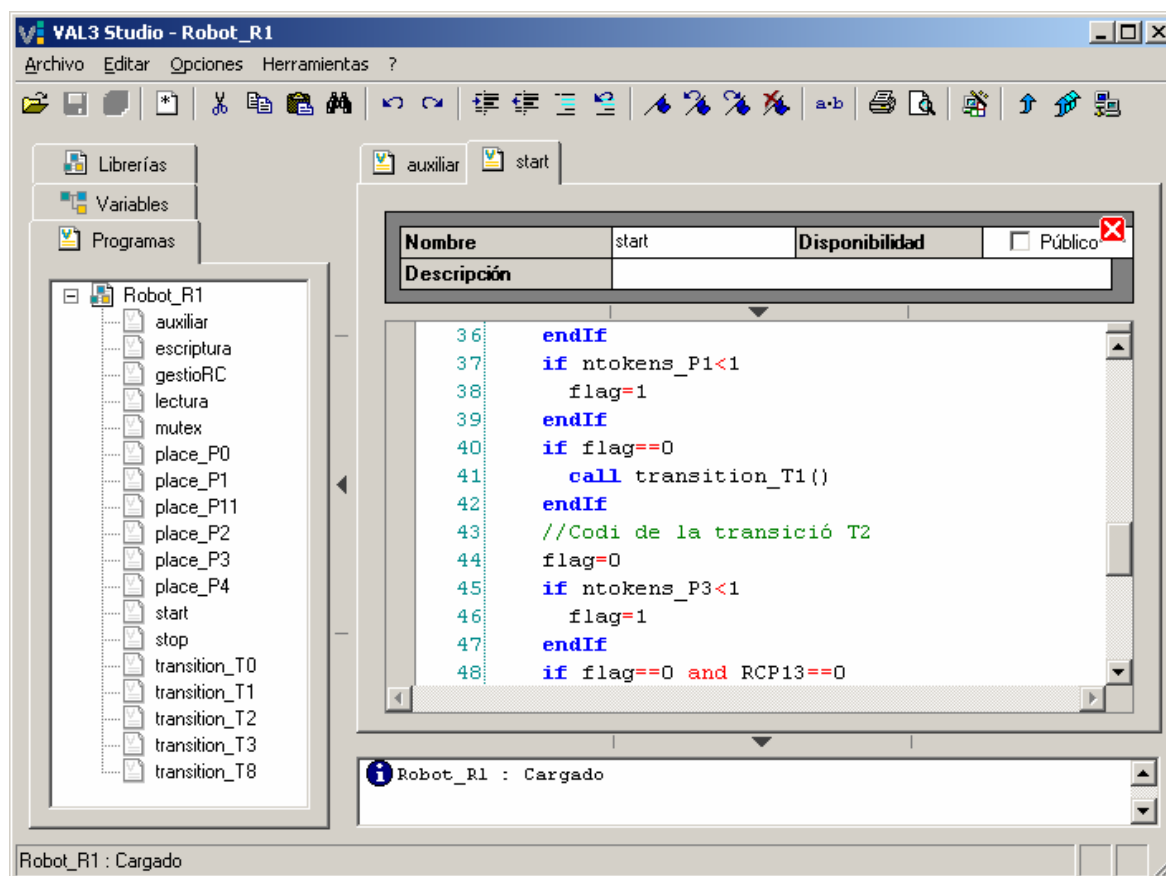 VAL3 Studio - Robot_R1
Archivo Editar Opciones Herramientas ?
a·b
Librerías
Variables
Programas
Robot_R1
auxiliar
escriptura
gestioRC
lectura
mutex
place_P0
place_P1
place_P11
place_P2
place_P3
place_P4
start
stop
transition_T0
transition_T1
transition_T2
transition_T3
transition_T8
auxiliar start
Nombre start Disponibilidad Público
Descripción
36 endIf
37 if ntokens_P1<1
38 flag=1
39 endIf
40 if flag==0
41 call transition_T1()
42 endIf
43 //Codi de la transició T2
44 flag=0
45 if ntokens_P3<1
46 flag=1
47 endIf
48 if flag==0 and RCP13==0
Robot_R1 : Cargado
Robot_R1 : Cargado